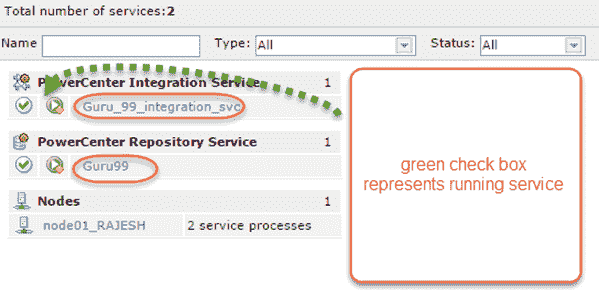 Total number of services:2
Name Type: All Status: All
PowerCenter Integration Service 1
Guru_99_integration_svc
PowerCenter Repository Service 1
Guru99
Nodes 1
node01_RAJESH 2 service processes
green check box
represents running service